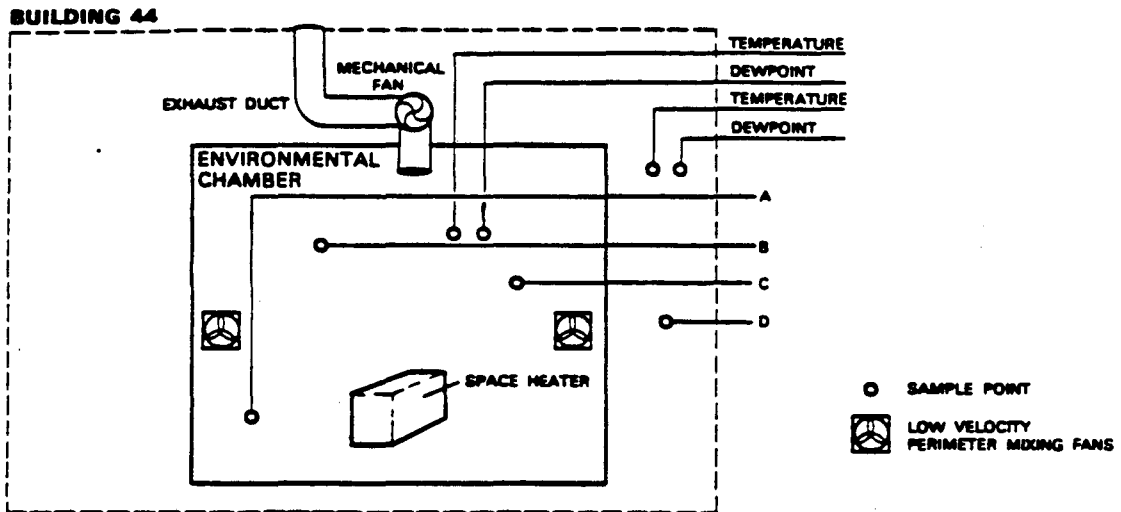 BUILDING 44
TEMPERATURE
DEWPOINT
TEMPERATURE
DEWPOINT
MECHANICAL
FAN
EXHAUST DUCT
ENVIRONMENTAL
CHAMBER
A
B
C
D
SPACE HEATER
SAMPLE POINT
LOW VELOCITY
PERIMETER MIXING FANS